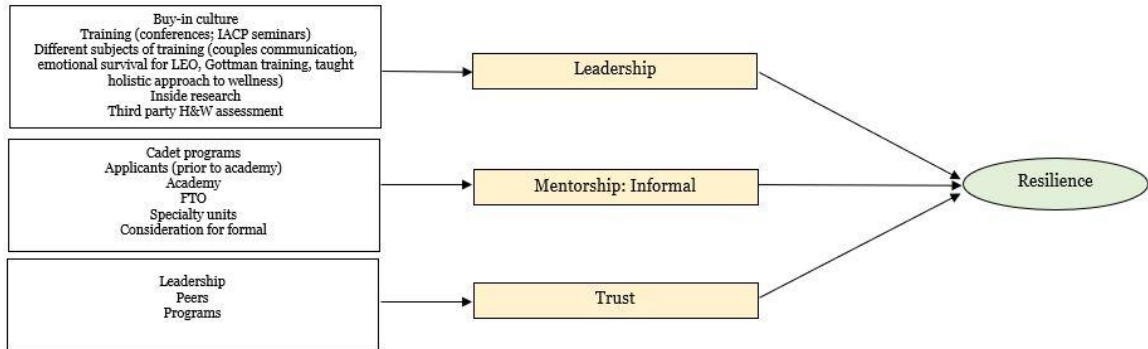 Buy-in culture
Training (conferences; IACP seminars)
Different subjects of training (couples communication,
emotional survival for LEO, Gottman training, taught
holistic approach to wellness)
Inside research
Third party H&W assessment
Leadership
Cadet programs
Applicants (prior to academy)
Academy
FTO
Specialty units
Consideration for formal
Mentorship: Informal
Resilience
Leadership
Peers
Programs
Trust